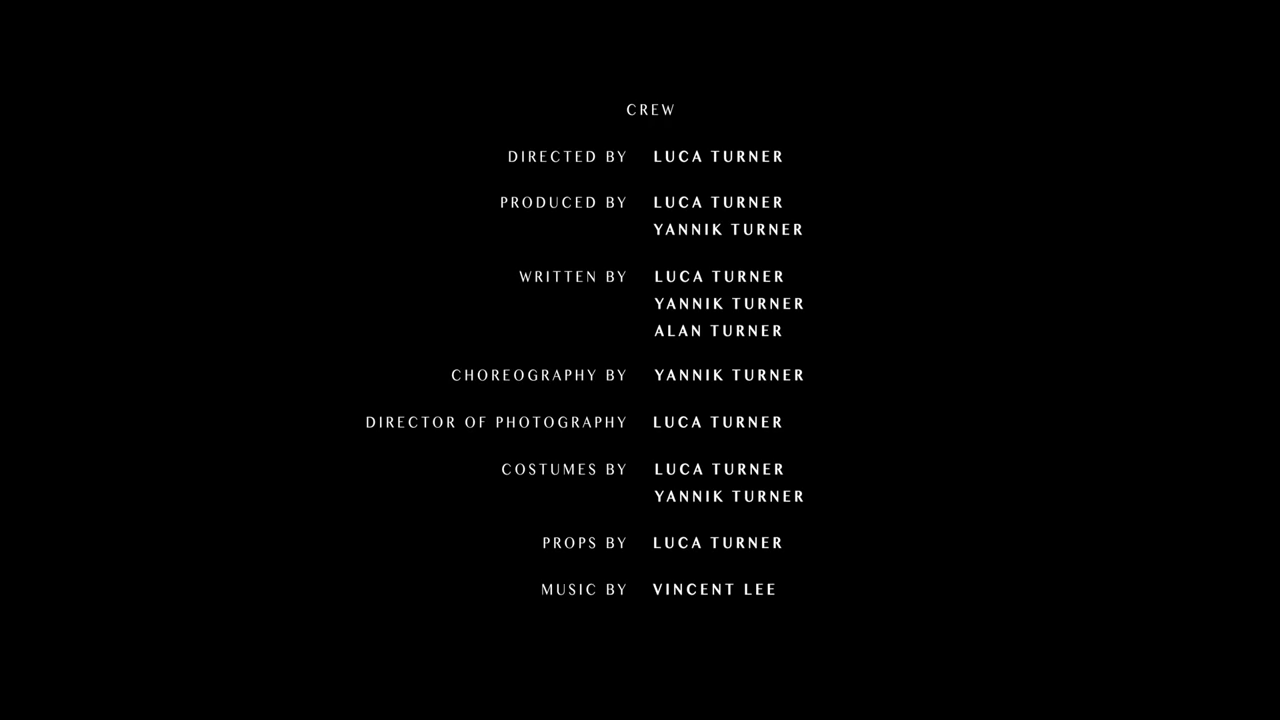 CREW
DIRECTED BY LUCA TURNER
PRODUCED BY LUCA TURNER
YANNIK TURNER
WRITTEN BY LUCA TURNER
YANNIK TURNER
ALAN TURNER
CHOREOGRAPHY BY YANNIK TURNER
DIRECTOR OF PHOTOGRAPHY LUCA TURNER
COSTUMES BY LUCA TURNER
YANNIK TURNER
PROPS BY LUCA TURNER
MUSIC BY VINCENT LEE